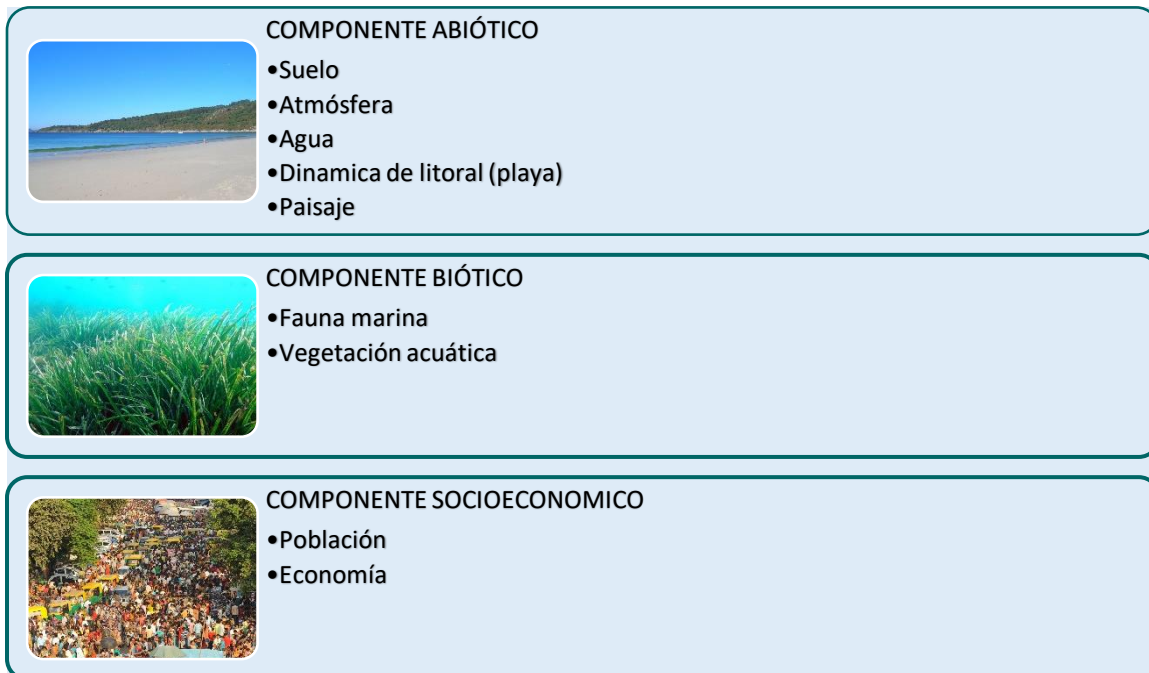 COMPONENTE ABIÓTICO
•Suelo
•Atmósfera
•Agua
•Dinamica de litoral (playa)
•Paisaje
COMPONENTE BIÓTICO
•Fauna marina
•Vegetación acuática
COMPONENTE SOCIOECONOMICO
•Población
•Economía